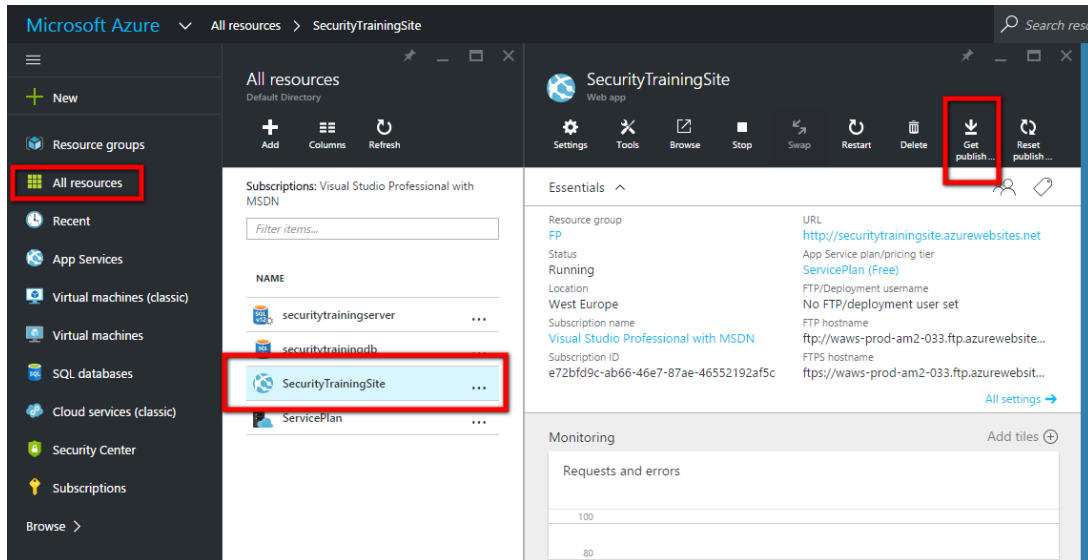 Microsoft Azure
All resources > SecurityTrainingSite
Search reso
New
Resource groups
All resources
Recent
App Services
Virtual machines (classic)
Virtual machines
SQL databases
Cloud services (classic)
Security Center
Subscriptions
Browse >
All resources
Default Directory
Add
Columns
Refresh
Subscriptions: Visual Studio Professional with
MSDN
Filter items...
NAME
securitytrainingserver
...
securitytrainingdb
...
SecurityTrainingSite
...
ServicePlan
...
SecurityTrainingSite
Web app
Settings
Tools
Browse
Stop
Swap
Restart
Delete
Get
publish...
Reset
publish...
Essentials
Resource group
FP
Status
Running
Location
West Europe
Subscription name
Visual Studio Professional with MSDN
Subscription ID
e72bfd9c-ab66-46e7-87ae-46552192af5c
URL
http://securitytrainingsite.azurewebsites.net
App Service plan/pricing tier
ServicePlan (Free)
FTP/Deployment username
No FTP/deployment user set
FTP hostname
ftp://waws-prod-am2-033.ftp.azurewebsite...
FTPS hostname
ftps://waws-prod-am2-033.ftp.azurewebsit...
All settings
Monitoring
Add tiles
Requests and errors
100
80